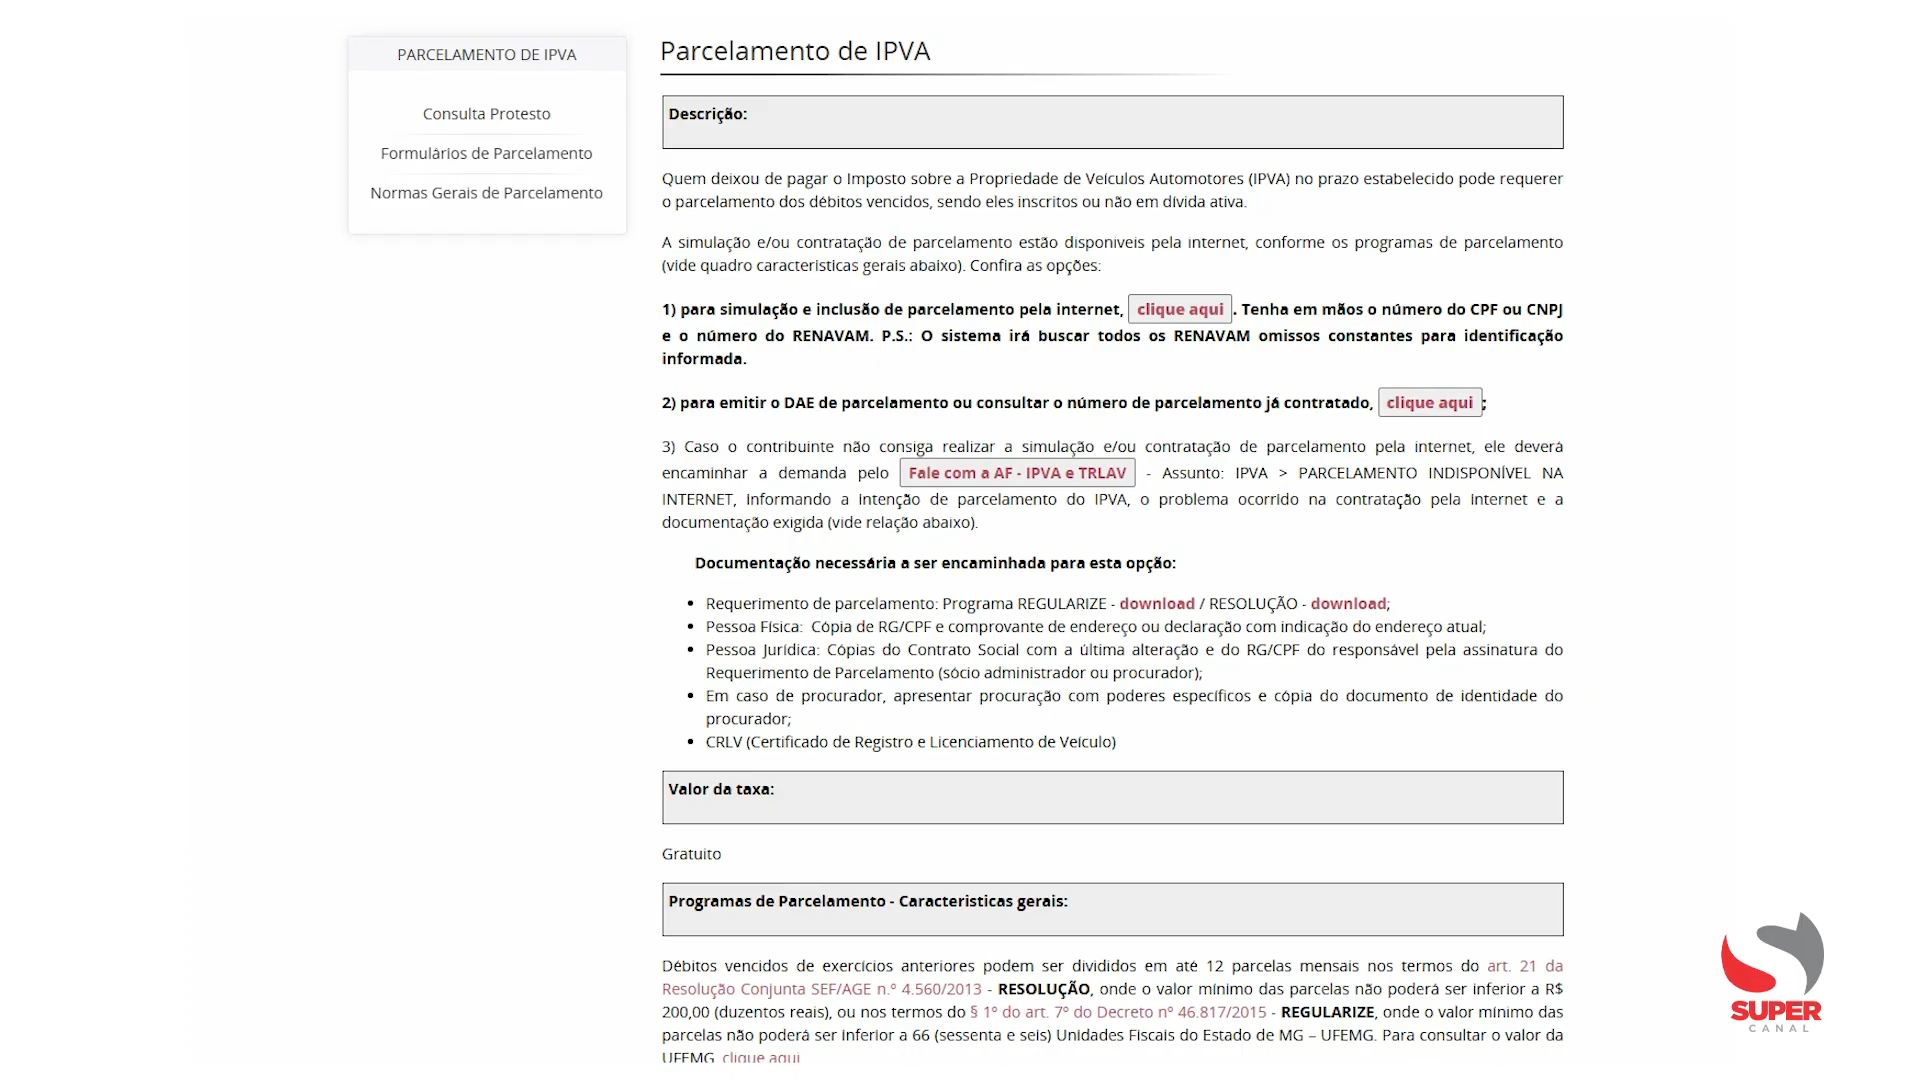 PARCELAMENTO DE IPVA
Consulta Protesto
Formulários de Parcelamento
Normas Gerais de Parcelamento
Parcelamento de IPVA
Descrição:
Quem deixou de pagar o Imposto sobre a Propriedade de Veículos Automotores (IPVA) no prazo estabelecido pode requerer
o parcelamento dos débitos vencidos, sendo eles inscritos ou não em dívida ativa.
A simulação e/ou contratação de parcelamento estão disponiveis pela internet, conforme os programas de parcelamento
(vide quadro caracteristicas gerais abaixo). Confira as opções:
1) para simulação e inclusão de parcelamento pela internet, clique aqui . Tenha em mãos o número do CPF ou CNPJ
e o número do RENAVAM. P.S.: O sistema irá buscar todos os RENAVAM omissos constantes para identificação
informada.
2) para emitir o DAE de parcelamento ou consultar o número de parcelamento já contratado, clique aqui ;
3) Caso o contribuinte não consiga realizar a simulação e/ou contratação de parcelamento pela internet, ele deverá
encaminhar a demanda pelo Fale com a AF - IPVA e TRLAV - Assunto: IPVA > PARCELAMENTO INDISPONÍVEL NA
INTERNET, informando a intenção de parcelamento do IPVA, o problema ocorrido na contratação pela internet e a
documentação exigida (vide relação abaixo).
Documentação necessária a ser encaminhada para esta opção:
• Requerimento de parcelamento: Programa REGULARIZE - download / RESOLUÇÃO - download;
• Pessoa Física: Cópia de RG/CPF e comprovante de endereço ou declaração com indicação do endereço atual;
• Pessoa Jurídica: Cópias do Contrato Social com a última alteração e do RG/CPF do responsável pela assinatura do
Requerimento de Parcelamento (sócio administrador ou procurador);
• Em caso de procurador, apresentar procuração com poderes específicos e cópia do documento de identidade do
procurador;
• CRLV (Certificado de Registro e Licenciamento de Veículo)
Valor da taxa:
Gratuito
Programas de Parcelamento - Caracteristicas gerais:
Débitos vencidos de exercícios anteriores podem ser divididos em até 12 parcelas mensais nos termos do art. 21 da
Resolução Conjunta SEF/AGE n.º 4.560/2013 - RESOLUÇÃO, onde o valor mínimo das parcelas não poderá ser inferior a R$
200,00 (duzentos reais), ou nos termos do § 1º do art. 7º do Decreto nº 46.817/2015 - REGULARIZE, onde o valor mínimo das
parcelas não poderá ser inferior a 66 (sessenta e seis) Unidades Fiscais do Estado de MG – UFEMG. Para consultar o valor da
UFEMG, clique aqui
SUPER
CANAL